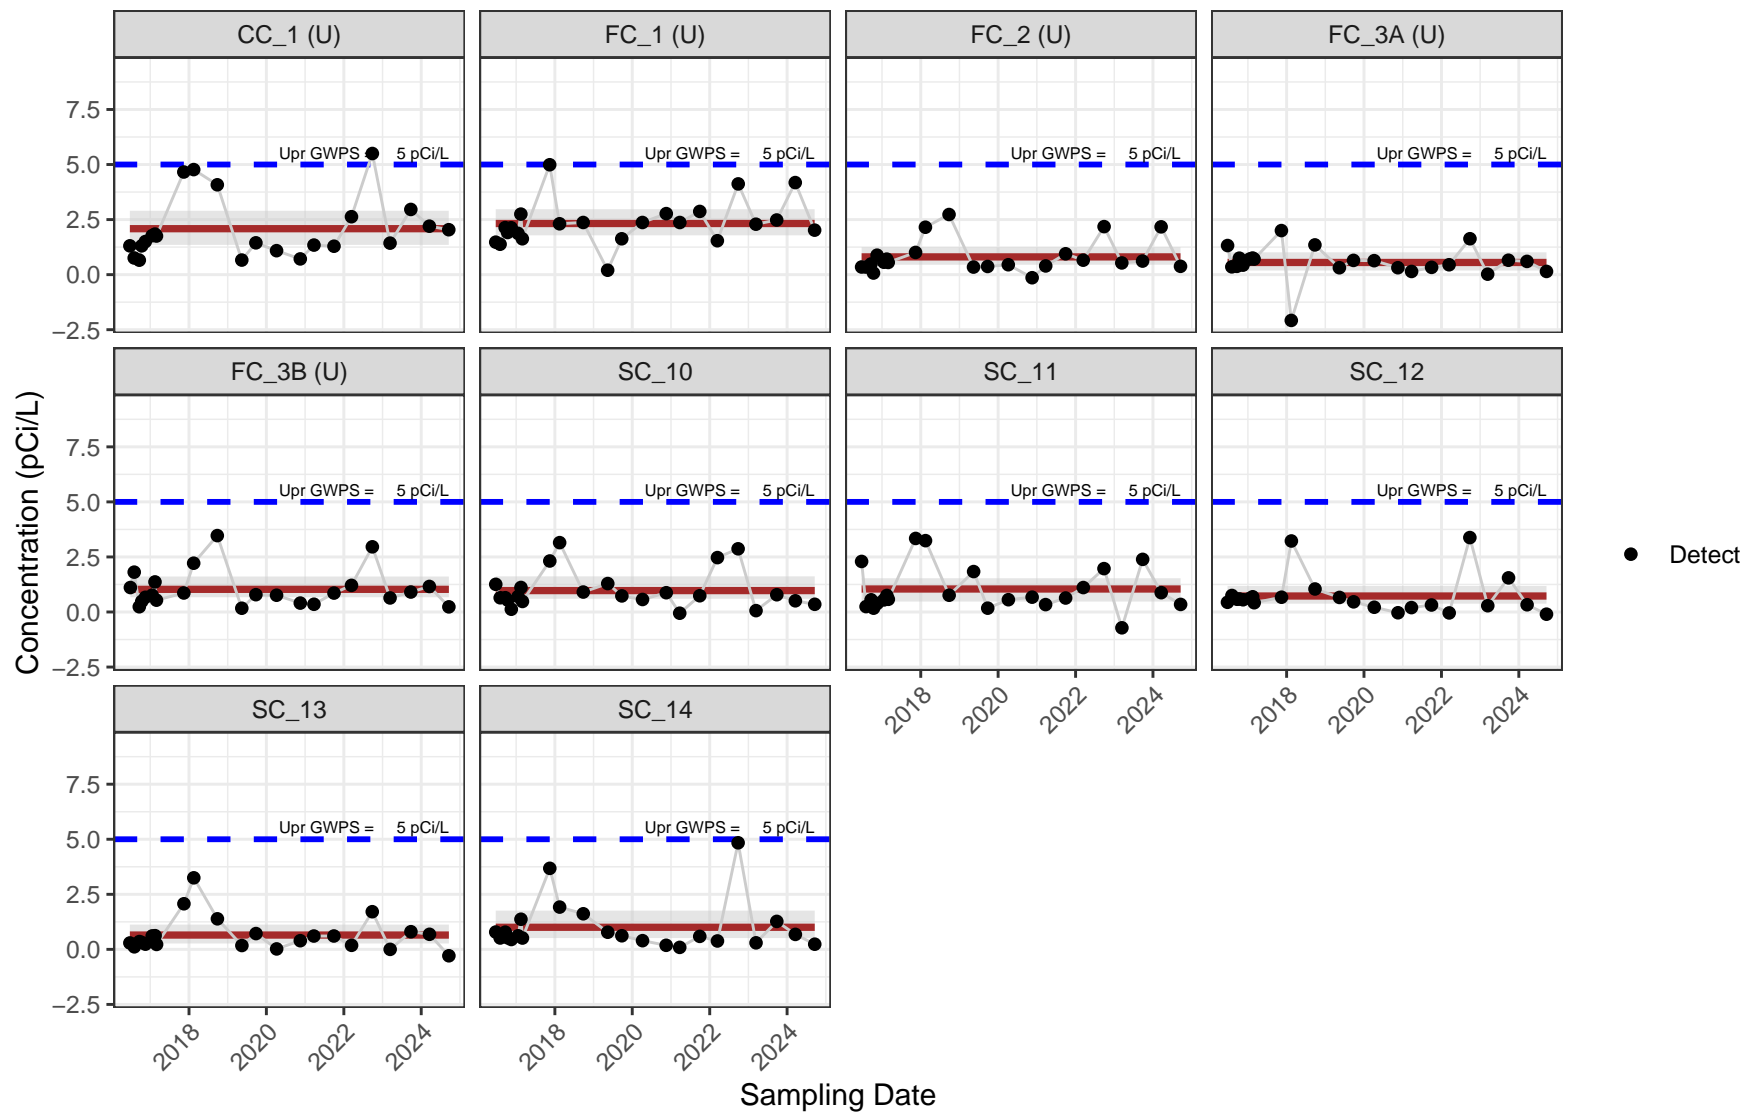 CC_1 (U)
FC_1 (U)
FC_2 (U)
FC_3A (U)
7.5
5.0
2.5
0.0
−2.5
Upr GWPS = 5 pCi/L
Upr GWPS = 5 pCi/L
Upr GWPS = 5 pCi/L
Upr GWPS = 5 pCi/L
FC_3B (U)
SC_10
SC_11
SC_12
7.5
5.0
2.5
0.0
−2.5
Upr GWPS = 5 pCi/L
Upr GWPS = 5 pCi/L
Upr GWPS = 5 pCi/L
Upr GWPS = 5 pCi/L
2018 2020 2022 2024
2018 2020 2022 2024
SC_13
SC_14
7.5
5.0
2.5
0.0
−2.5
Upr GWPS = 5 pCi/L
Upr GWPS = 5 pCi/L
2018 2020 2022 2024
2018 2020 2022 2024
Concentration (pCi/L)
Sampling Date
Detect